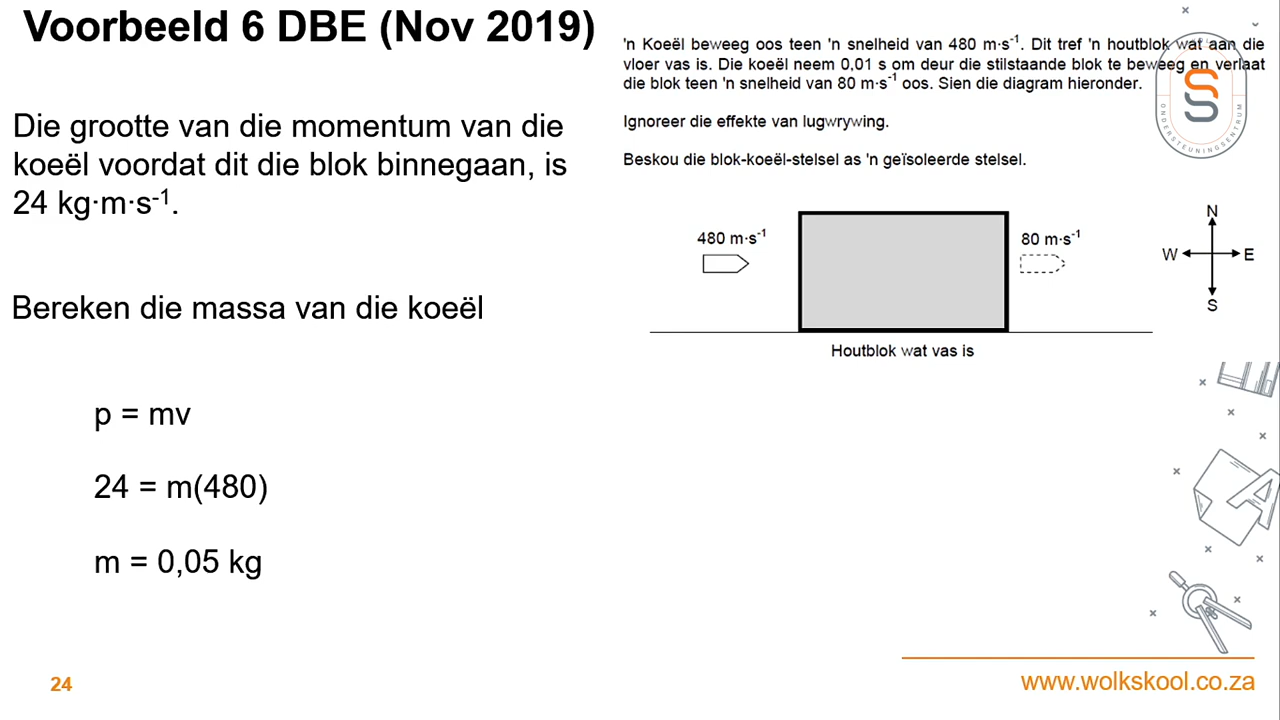 Voorbeeld 6 DBE (Nov 2019)
Die grootte van die momentum van die
koeël voordat dit die blok binnegaan, is
24 kg·m·s⁻¹.
Bereken die massa van die koeël
p = mv
24 = m(480)
m = 0,05 kg
'n Koeël beweeg oos teen 'n snelheid van 480 m·s⁻¹. Dit tref 'n houtblok wat aan die
vloer vas is. Die koeël neem 0,01 s om deur die stilstaande blok te beweeg en verlaat
die blok teen 'n snelheid van 80 m·s⁻¹ oos. Sien die diagram hieronder.
Ignoreer die effekte van lugwrywing.
Beskou die blok-koeël-stelsel as 'n geïsoleerde stelsel.
480 m·s⁻¹
80 m·s⁻¹
N
W
E
S
Houtblok wat vas is
ONDERSTEUNINGSENTRUM
A
24
www.wolkskool.co.za